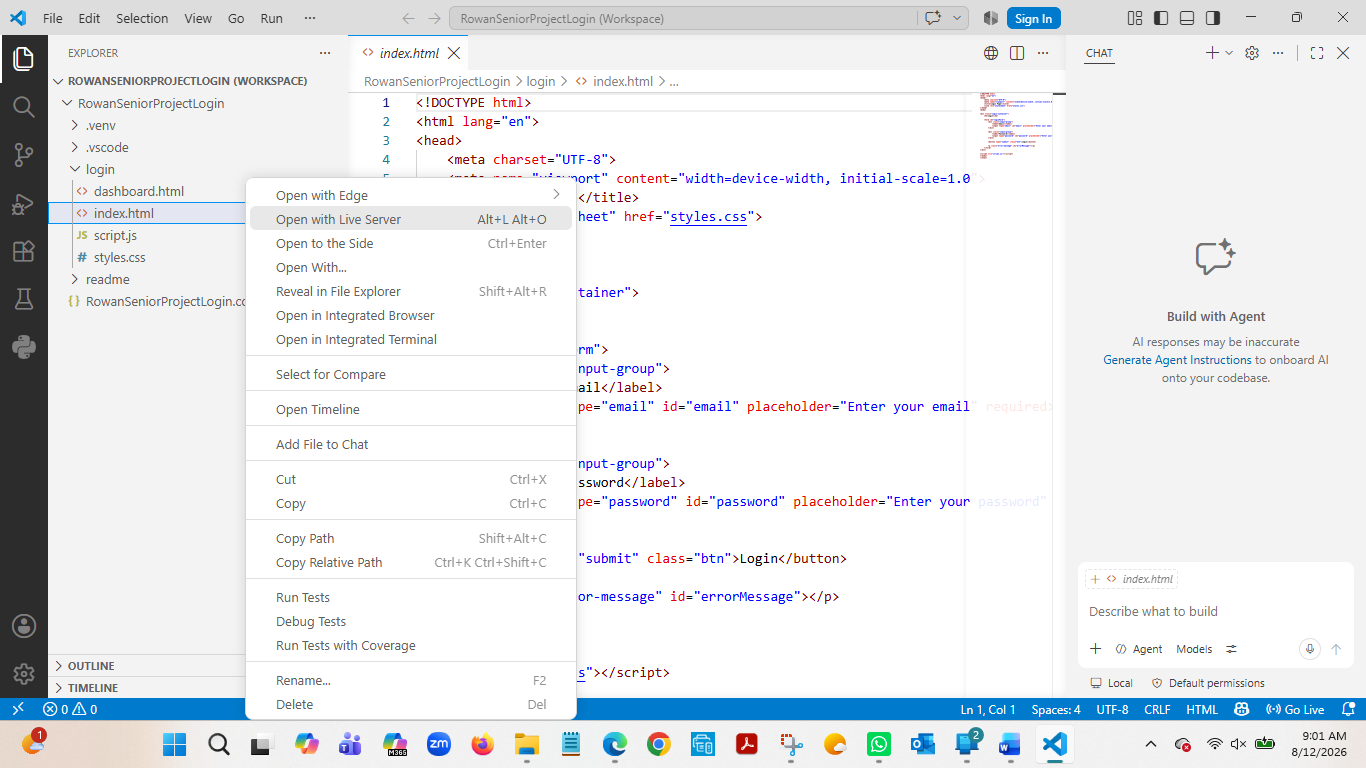 File Edit Selection View Go Run ···
RowanSeniorProjectLogin (Workspace)
Sign In
EXPLORER
ROWANSENIORPROJECTLOGIN (WORKSPACE)
RowanSeniorProjectLogin
.venv
.vscode
login
dashboard.html
index.html
JS script.js
# styles.css
readme
{} RowanSeniorProjectLogin.co
OUTLINE
TIMELINE
index.html
RowanSeniorProjectLogin > login > index.html > ...
1 <!DOCTYPE html>
2 <html lang="en">
3 <head>
4 <meta charset="UTF-8">
"viewport" content="width=device-width, initial-scale=1.0">
</title>
heet" href="styles.css">
tainer">
rm">
nput-group">
ail</label>
pe="email" id="email" placeholder="Enter your email" required>
nput-group">
ssword</label>
pe="password" id="password" placeholder="Enter your password"
"submit" class="btn">Login</button>
or-message" id="errorMessage"></p>
s"></script>
Open with Edge
Open with Live Server Alt+L Alt+O
Open to the Side Ctrl+Enter
Open With...
Reveal in File Explorer Shift+Alt+R
Open in Integrated Browser
Open in Integrated Terminal
Select for Compare
Open Timeline
Add File to Chat
Cut Ctrl+X
Copy Ctrl+C
Copy Path Shift+Alt+C
Copy Relative Path Ctrl+K Ctrl+Shift+C
Run Tests
Debug Tests
Run Tests with Coverage
Rename... F2
Delete Del
CHAT
Build with Agent
AI responses may be inaccurate
Generate Agent Instructions to onboard AI
onto your codebase.
+ <> index.html
Describe what to build
Agent Models
Local Default permissions
0 0
Ln 1, Col 1 Spaces: 4 UTF-8 CRLF HTML Go Live
1
M365
zm
2
9:01 AM
8/12/2026